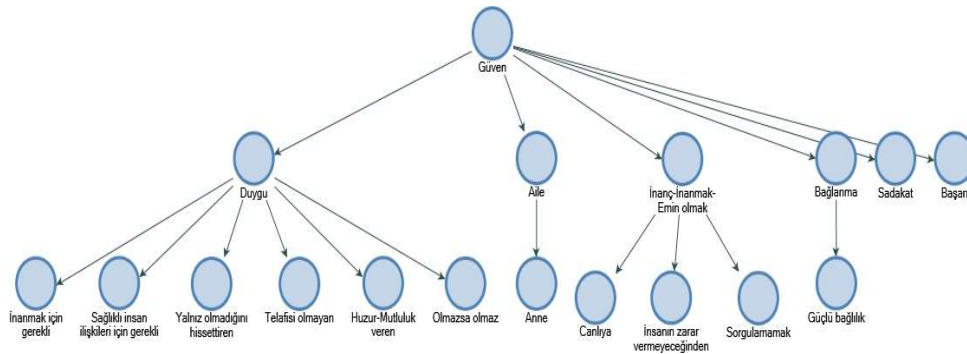 Güven
Duygu
Aile
İnanç-İnanmak-
Emin olmak
Bağlanma
Sadakat
Başarı
İnanmak için
gerekli
Sağlıklı insan
ilişkileri için gerekli
Yalnız olmadığını
hissettiren
Telafisi olmayan
Huzur-Mutluluk
veren
Olmazsa olmaz
Anne
Canlıya
İnsanın zarar
vermeyeceğinden
Sorgulamamak
Güçlü bağlılık